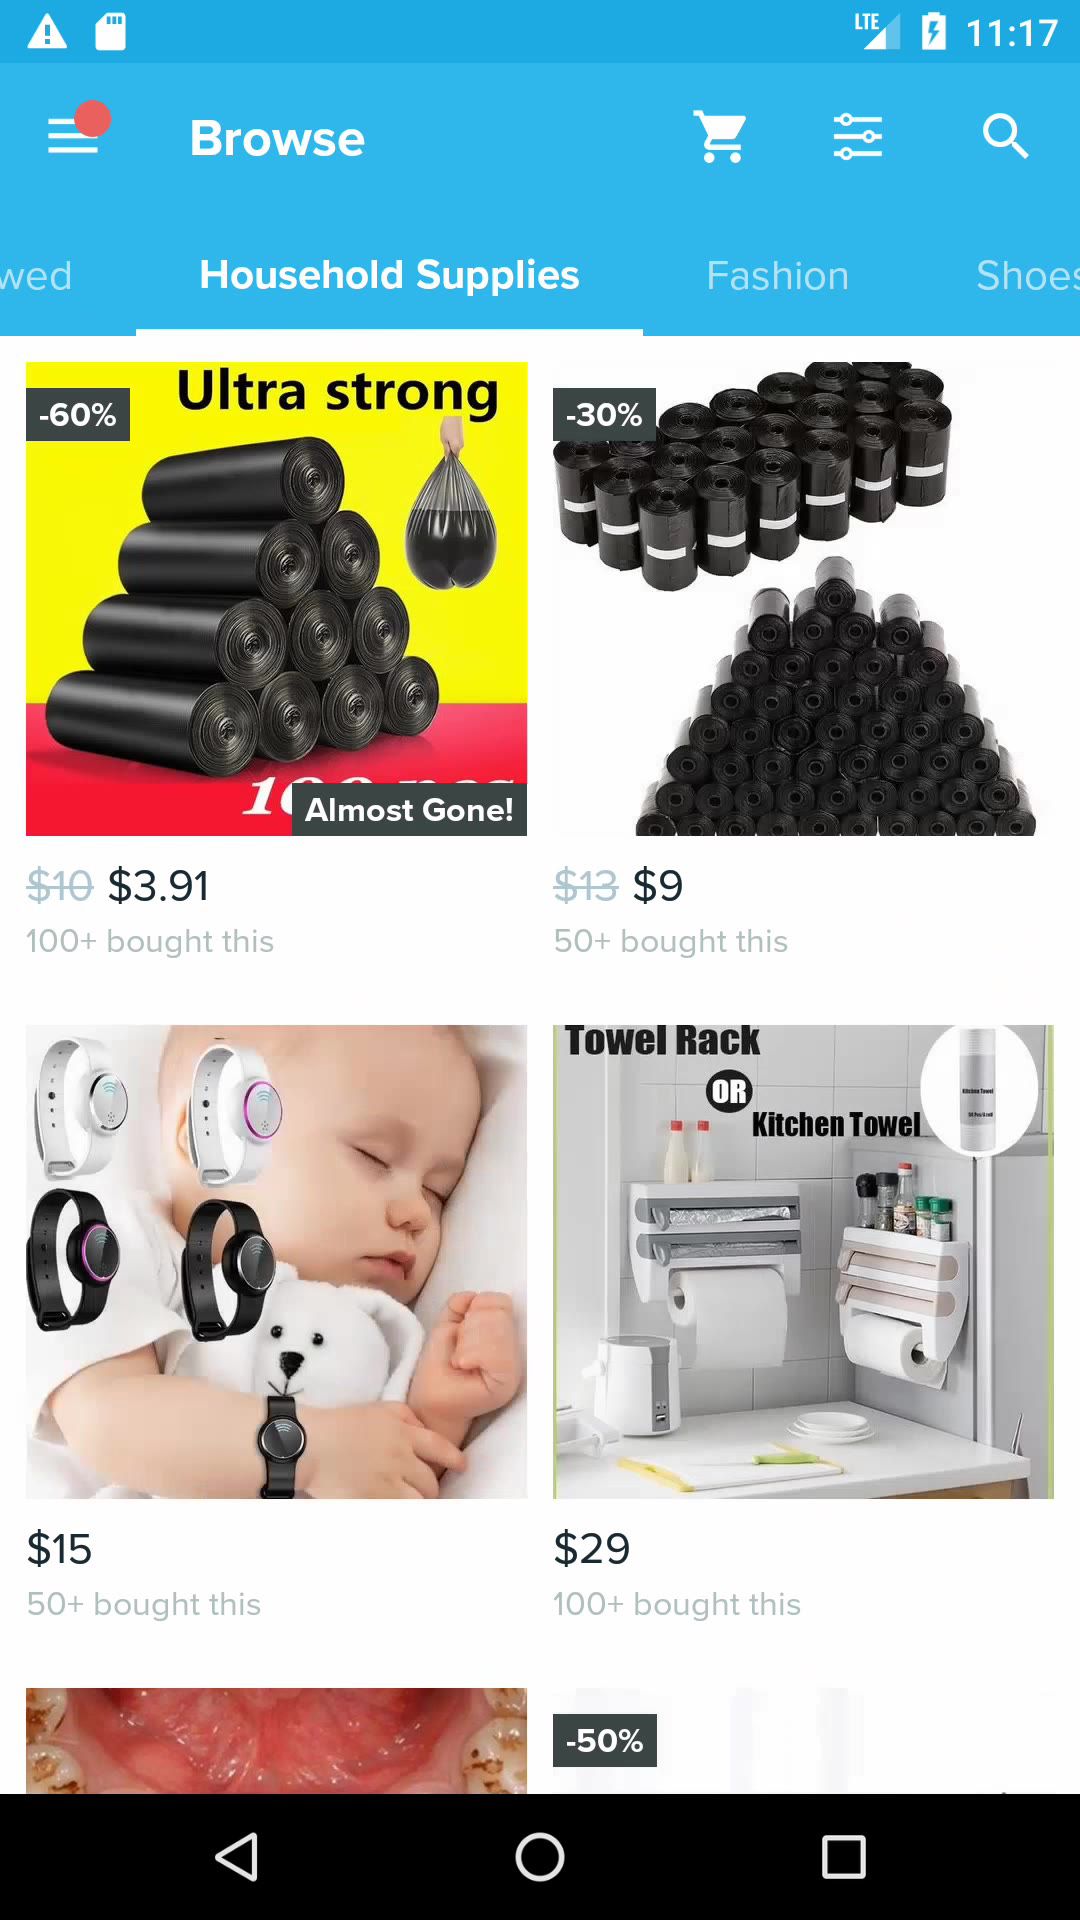 LTE 11:17
Browse
wed Household Supplies Fashion Shoes
-60%
Ultra strong
Almost Gone!
-30%
$10 $3.91
100+ bought this
$13 $9
50+ bought this
Towel Rack
OR
Kitchen Towel
Kitchen Towel
$15
50+ bought this
$29
100+ bought this
-50%